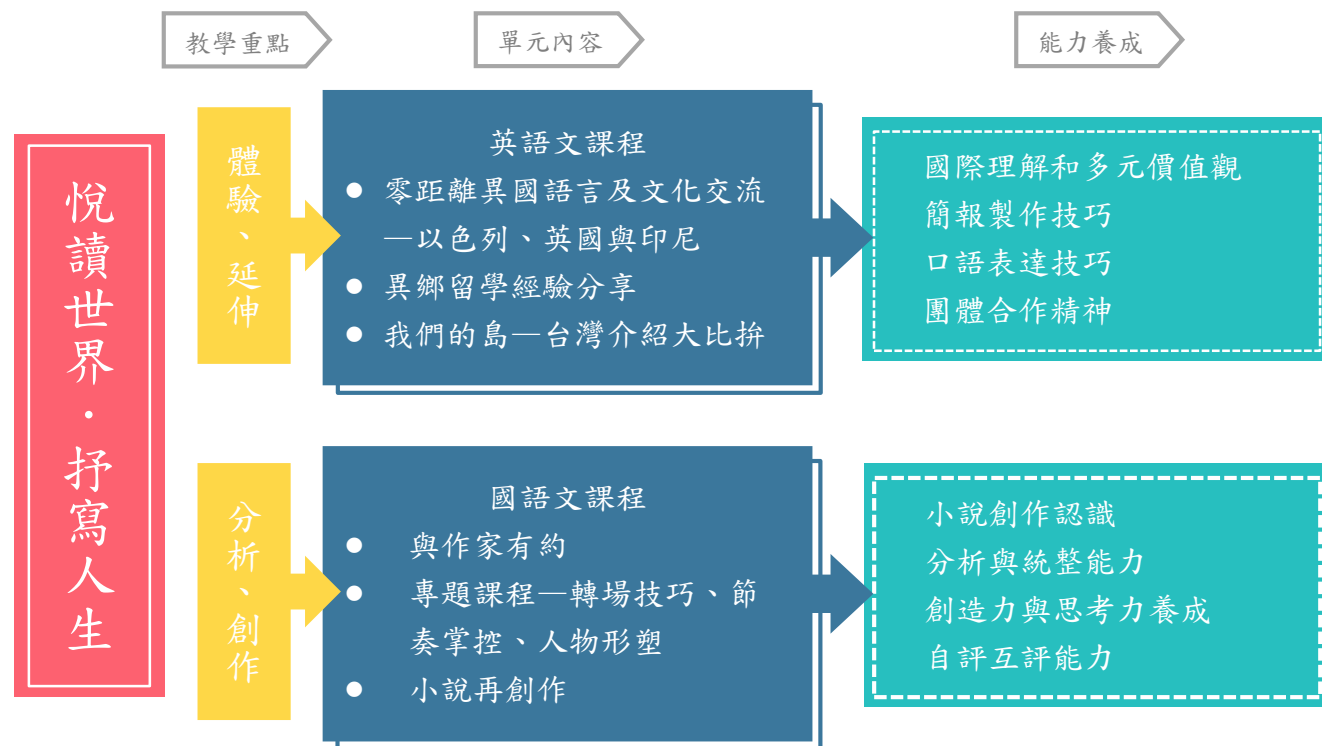 教學重點
單元內容
能力養成
悅讀世界．抒寫人生
體驗、延伸
英語文課程
● 零距離異國語言及文化交流
—以色列、英國與印尼
● 異鄉留學經驗分享
● 我們的島—台灣介紹大比拚
國際理解和多元價值觀
簡報製作技巧
口語表達技巧
團體合作精神
分析、創作
國語文課程
● 與作家有約
● 專題課程—轉場技巧、節
奏掌控、人物形塑
● 小說再創作
小說創作認識
分析與統整能力
創造力與思考力養成
自評互評能力